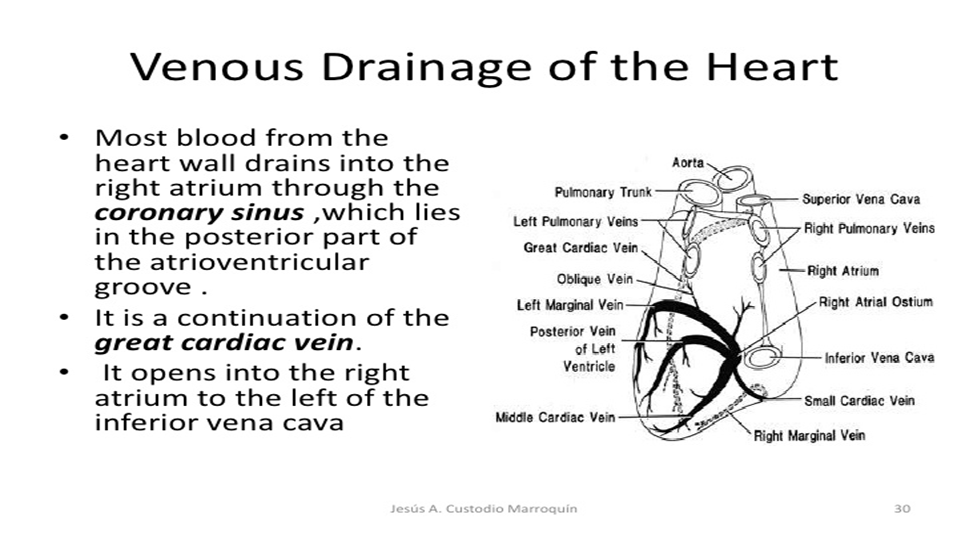 Venous Drainage of the Heart
• Most blood from the
heart wall drains into the
right atrium through the
coronary sinus ,which lies
in the posterior part of
the atrioventricular
groove .
• It is a continuation of the
great cardiac vein.
• It opens into the right
atrium to the left of the
inferior vena cava
Aorta
Pulmonary Trunk
Left Pulmonary Veins
Great Cardiac Vein
Oblique Vein
Left Marginal Vein
Posterior Vein
of Left
Ventricle
Middle Cardiac Vein
Superior Vena Cava
Right Pulmonary Veins
Right Atrium
Right Atrial Ostium
Inferior Vena Cava
Small Cardiac Vein
Right Marginal Vein
Jesús A. Custodio Marroquín
30